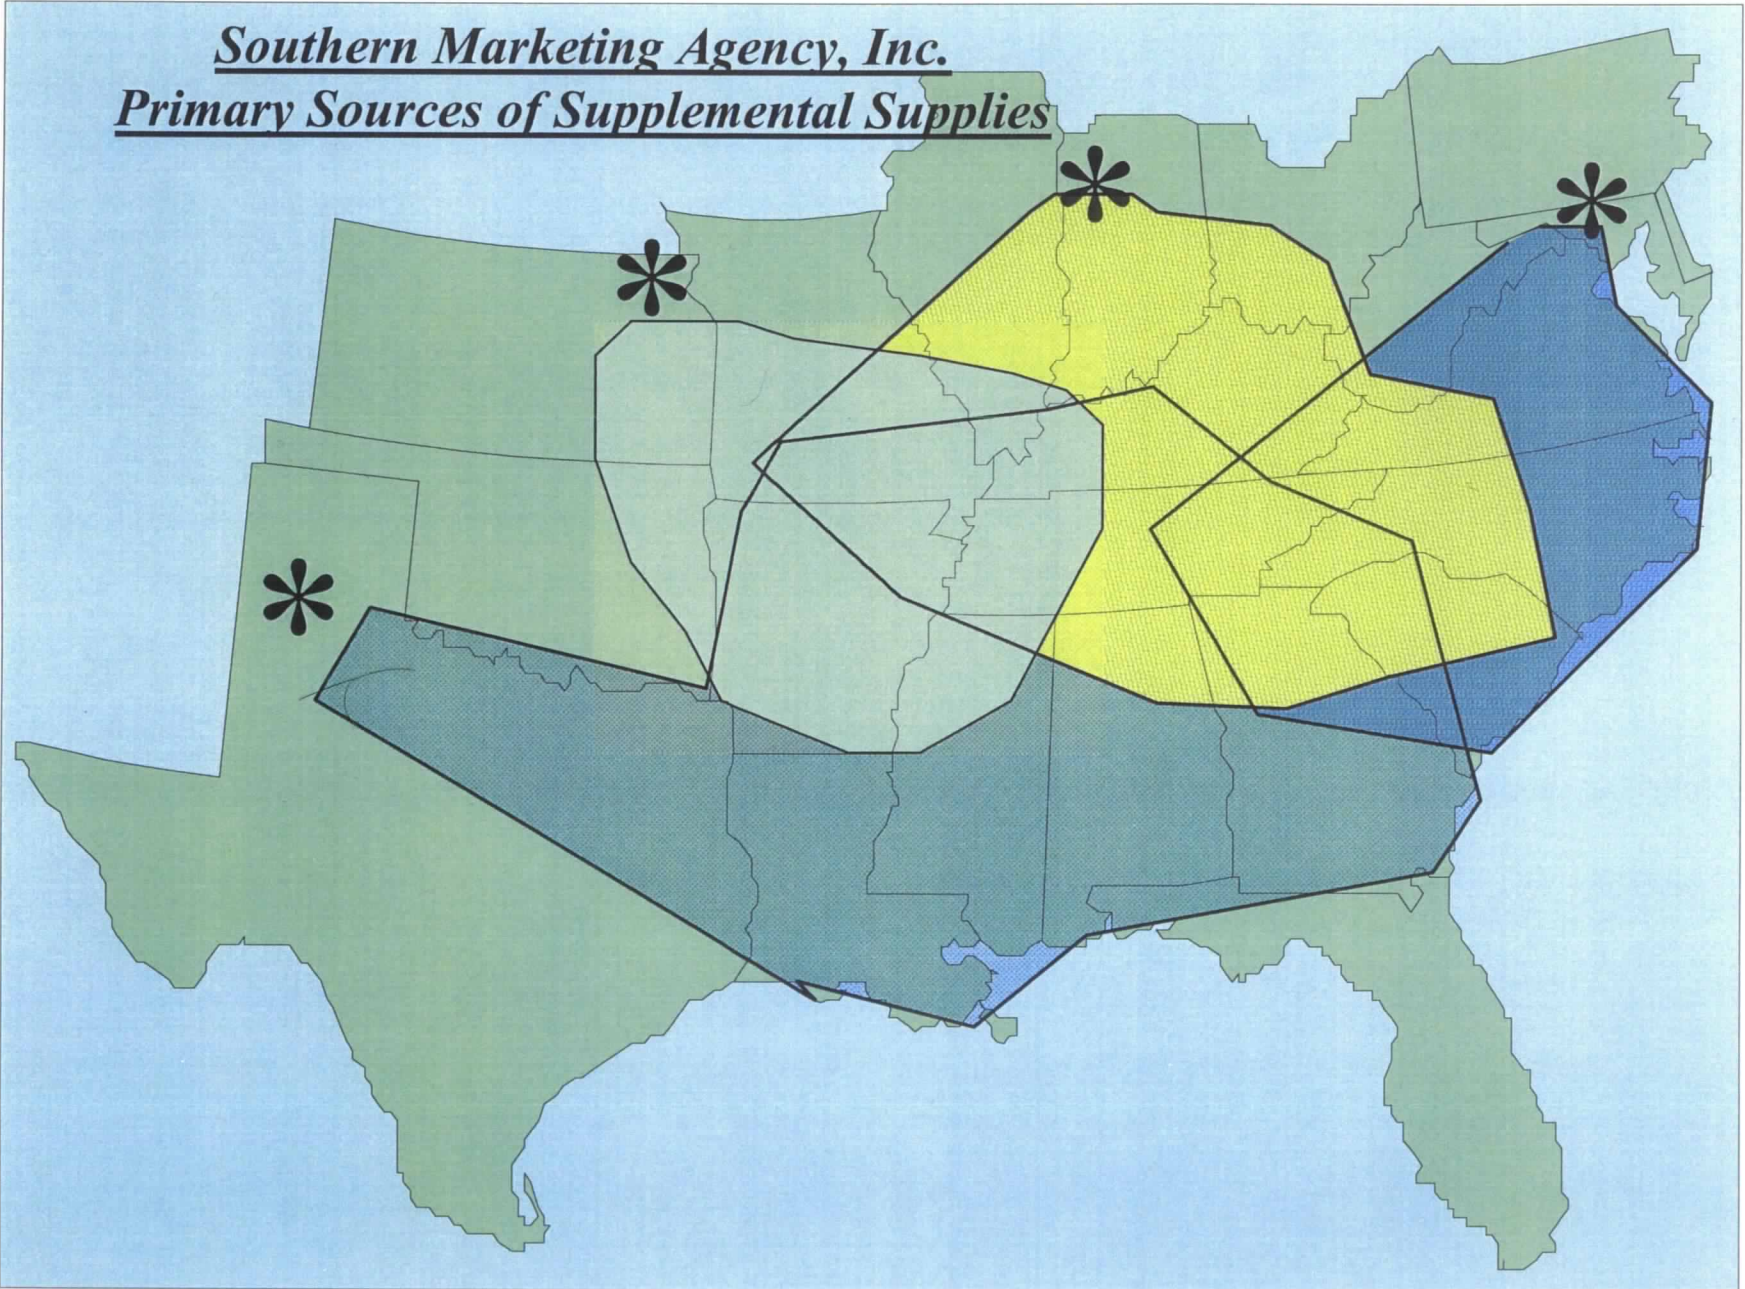 Southern Marketing Agency, Inc.
Primary Sources of Supplemental Supplies